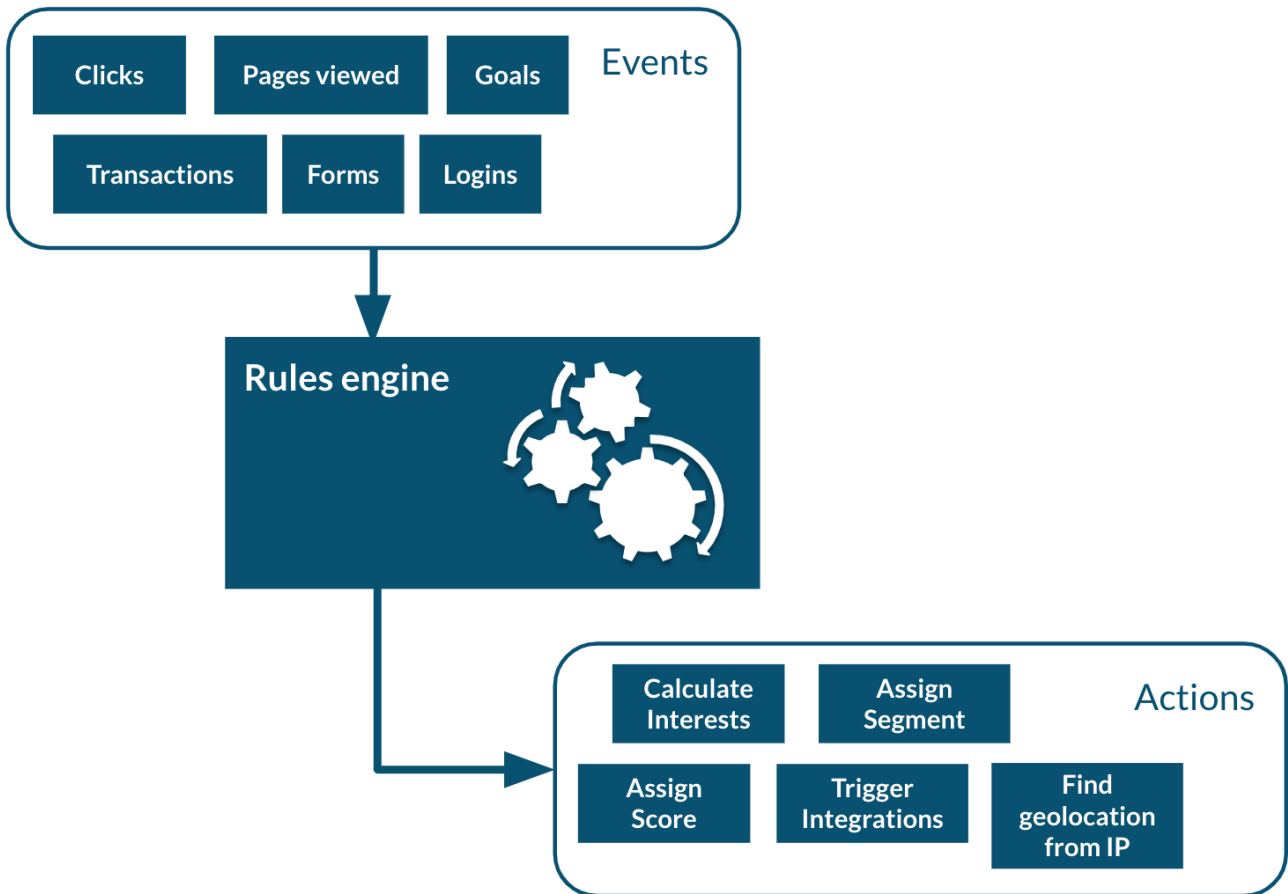 Events
Clicks
Pages viewed
Goals
Transactions
Forms
Logins
Rules engine
Actions
Calculate
Interests
Assign
Segment
Assign
Score
Trigger
Integrations
Find
geolocation
from IP